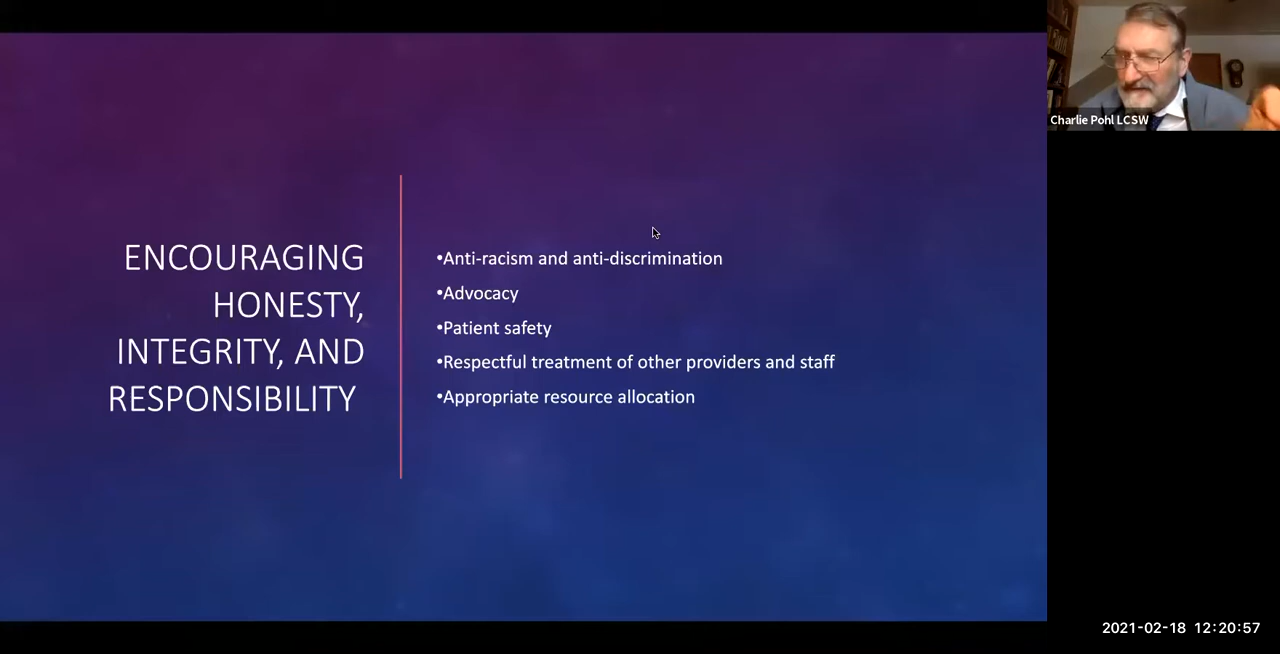 ENCOURAGING
HONESTY,
INTEGRITY, AND
RESPONSIBILITY
•Anti-racism and anti-discrimination
•Advocacy
•Patient safety
•Respectful treatment of other providers and staff
•Appropriate resource allocation
Charlie Pohl LCSW
2021-02-18 12:20:57